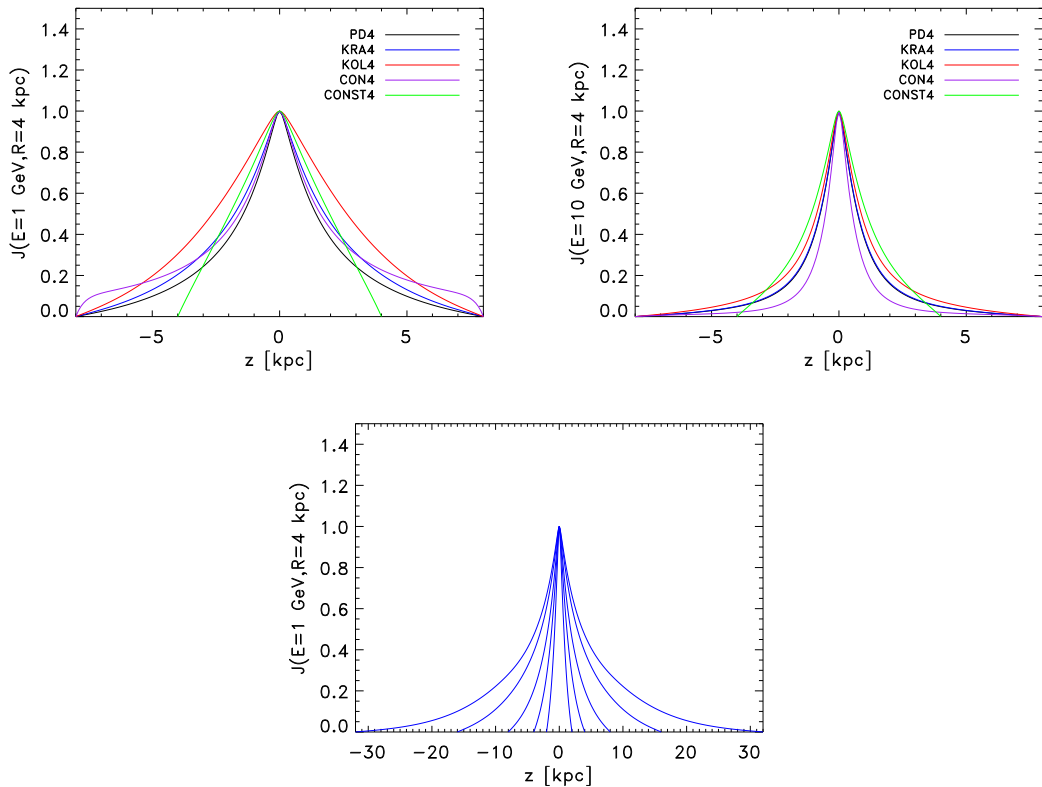 1.4
1.2
1.0
0.8
0.6
0.4
0.2
0.0
J(E=1 GeV,R=4 kpc)
PD4
KRA4
KOL4
CON4
CONST4
−5
0
5
z [kpc]
1.4
1.2
1.0
0.8
0.6
0.4
0.2
0.0
J(E=10 GeV,R=4 kpc)
PD4
KRA4
KOL4
CON4
CONST4
−5
0
5
z [kpc]
1.4
1.2
1.0
0.8
0.6
0.4
0.2
0.0
J(E=1 GeV,R=4 kpc)
−30
−20
−10
0
10
20
30
z [kpc]